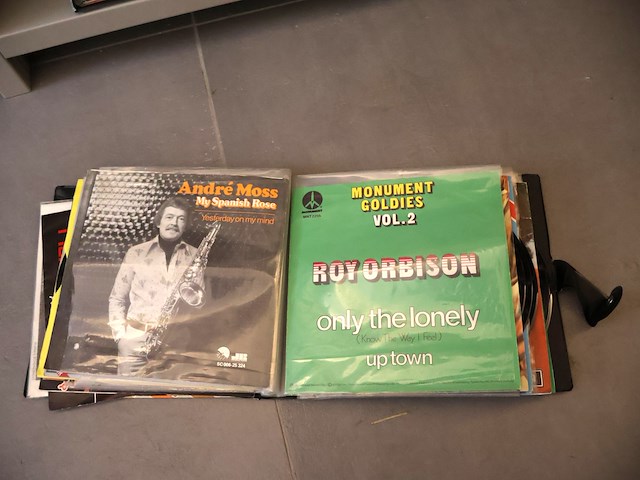 André Moss
My Spanish Rose
Yesterday on my mind
MONUMENT
GOLDIES
VOL.2
ROY ORBISON
only the lonely
(Know The Way I Feel)
up town